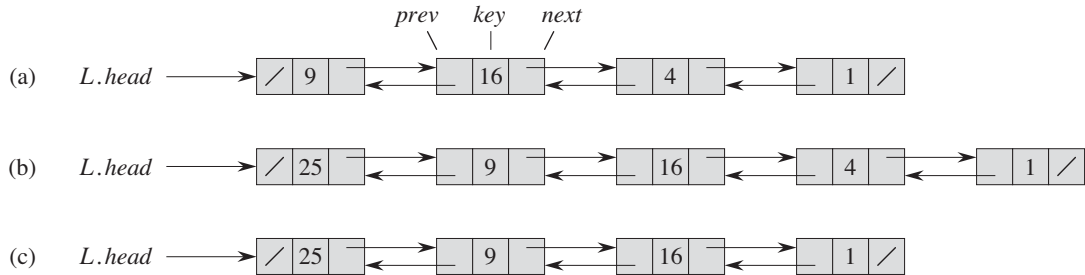 prev key next
(a) L.head / 9 16 4 1 /
(b) L.head / 25 9 16 4 1 /
(c) L.head / 25 9 16 1 /